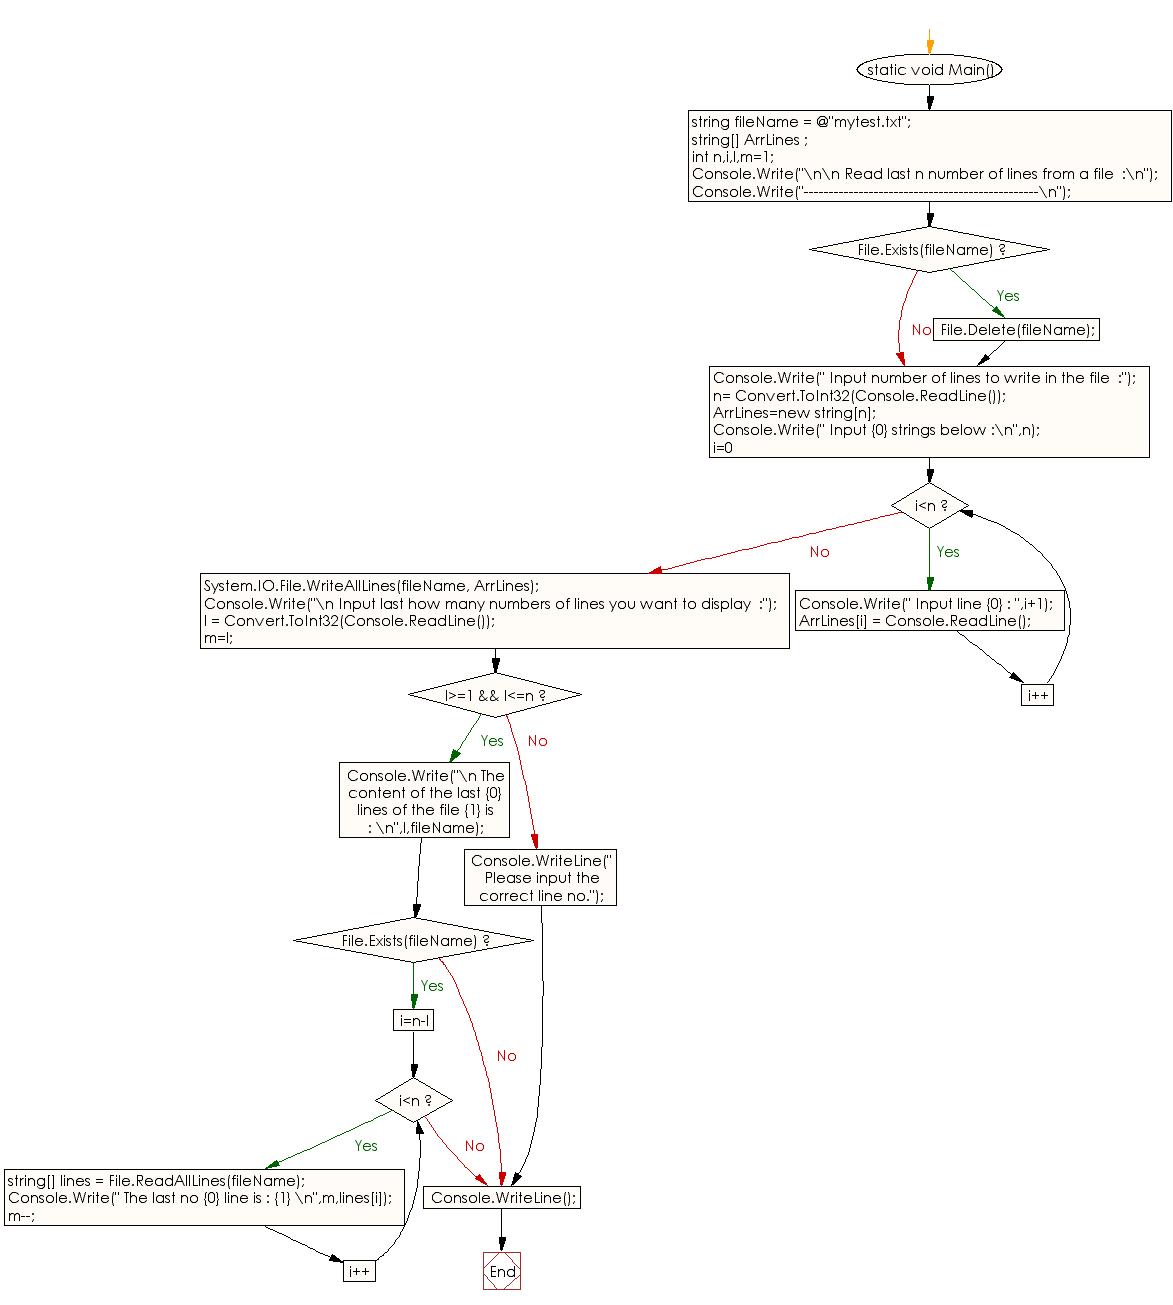 static void Main()
string fileName = @"mytest.txt";
string[] ArrLines ;
int n,i,l,m=1;
Console.Write("\n\n Read last n number of lines from a file  :\n");
Console.Write("-----------------------------------------------\n");
File.Exists(fileName) ?
Yes
No
File.Delete(fileName);
Console.Write(" Input number of lines to write in the file  :");
n= Convert.ToInt32(Console.ReadLine());
ArrLines=new string[n];
Console.Write(" Input {0} strings below :\n",n);
i=0
i<n ?
No
Yes
System.IO.File.WriteAllLines(fileName, ArrLines);
Console.Write("\n Input last how many numbers of lines you want to display  :");
l = Convert.ToInt32(Console.ReadLine());
m=l;
Console.Write(" Input line {0} : ",i+1);
ArrLines[i] = Console.ReadLine();
i++
l>=1 && l<=n ?
Yes
No
Console.Write("\n The
content of the last {0}
lines of the file {1} is
: \n",l,fileName);
Console.WriteLine("
Please input the
correct line no.");
File.Exists(fileName) ?
Yes
No
i=n-l
i<n ?
Yes
No
string[] lines = File.ReadAllLines(fileName);
Console.Write(" The last no {0} line is : {1} \n",m,lines[i]);
m--;
i++
Console.WriteLine();
End